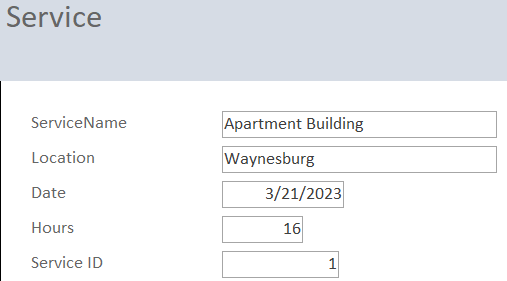 Service
ServiceName Apartment Building
Location Waynesburg
Date 3/21/2023
Hours 16
Service ID 1